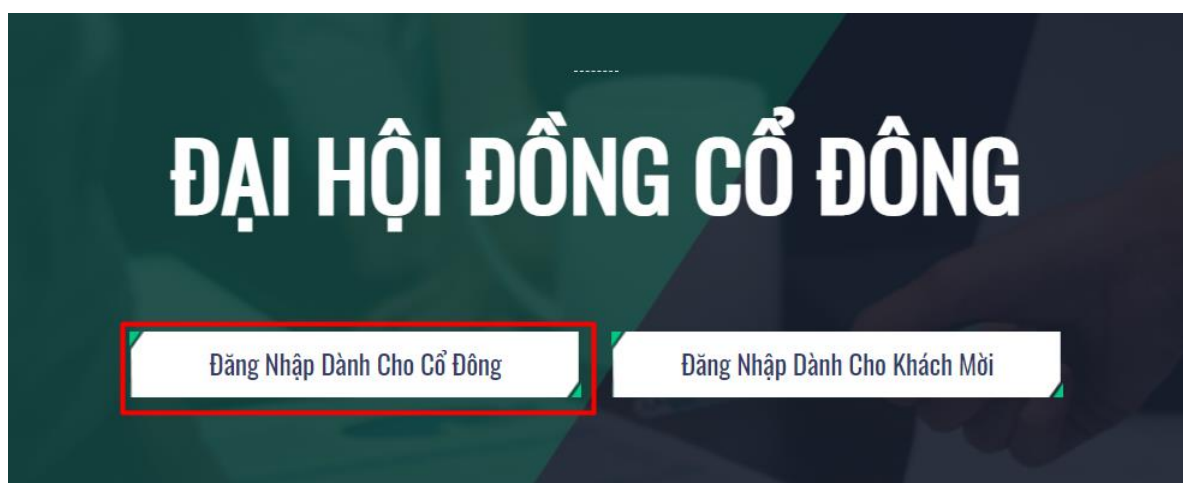 --------
ĐẠI HỘI ĐỒNG CỔ ĐÔNG
Đăng Nhập Dành Cho Cổ Đông
Đăng Nhập Dành Cho Khách Mời